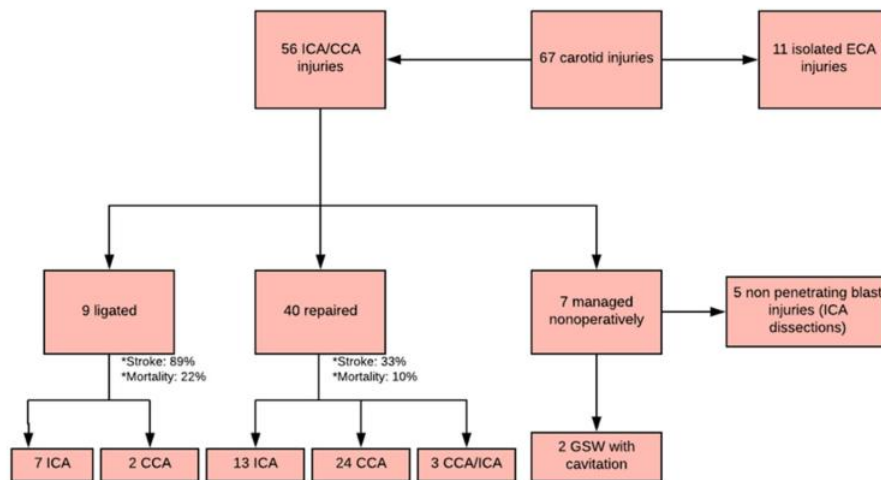 56 ICA/CCA
injuries
67 carotid injuries
11 isolated ECA
injuries
9 ligated
40 repaired
7 managed
nonoperatively
5 non penetrating blast
injuries (ICA
dissections)
*Stroke: 89%
*Mortality: 22%
*Stroke: 33%
*Mortality: 10%
7 ICA
2 CCA
13 ICA
24 CCA
3 CCA/ICA
2 GSW with
cavitation